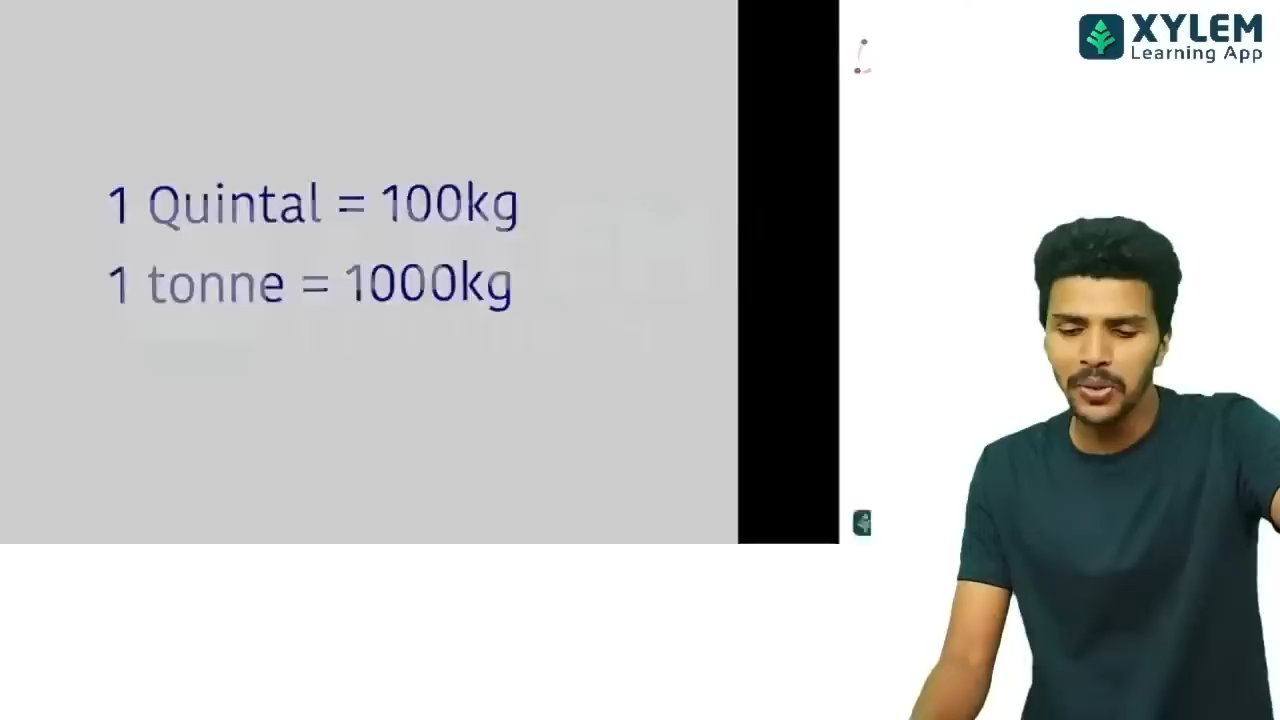 XYLEM
Learning App
1 Quintal = 100kg
1 tonne = 1000kg